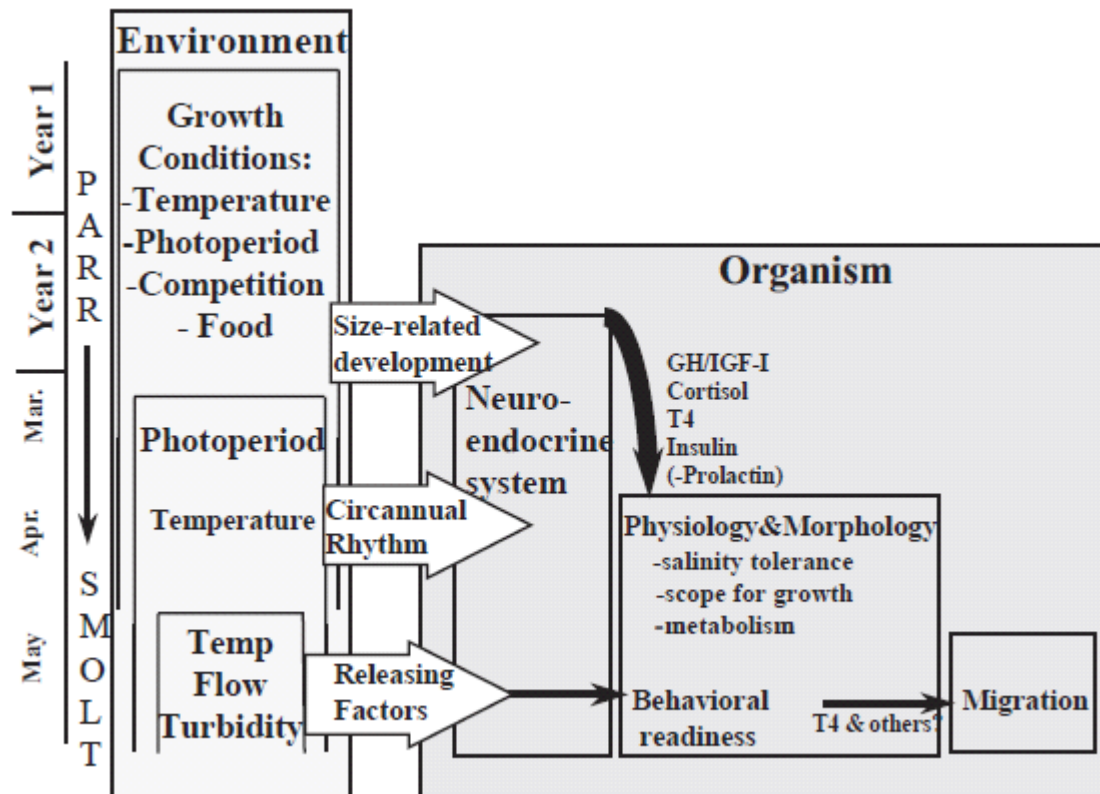 Environment
Year 1
Year 2
Mar.
Apr.
May
PARR
SMOLT
Growth
Conditions:
-Temperature
-Photoperiod
-Competition
- Food
Photoperiod
Temperature
Temp
Flow
Turbidity
Size-related
development
Circannual
Rhythm
Releasing
Factors
Organism
Neuro-
endocrine
system
GH/IGF-I
Cortisol
T4
Insulin
(-Prolactin)
Physiology&Morphology
-salinity tolerance
-scope for growth
-metabolism
Behavioral
readiness
T4 & others?
Migration